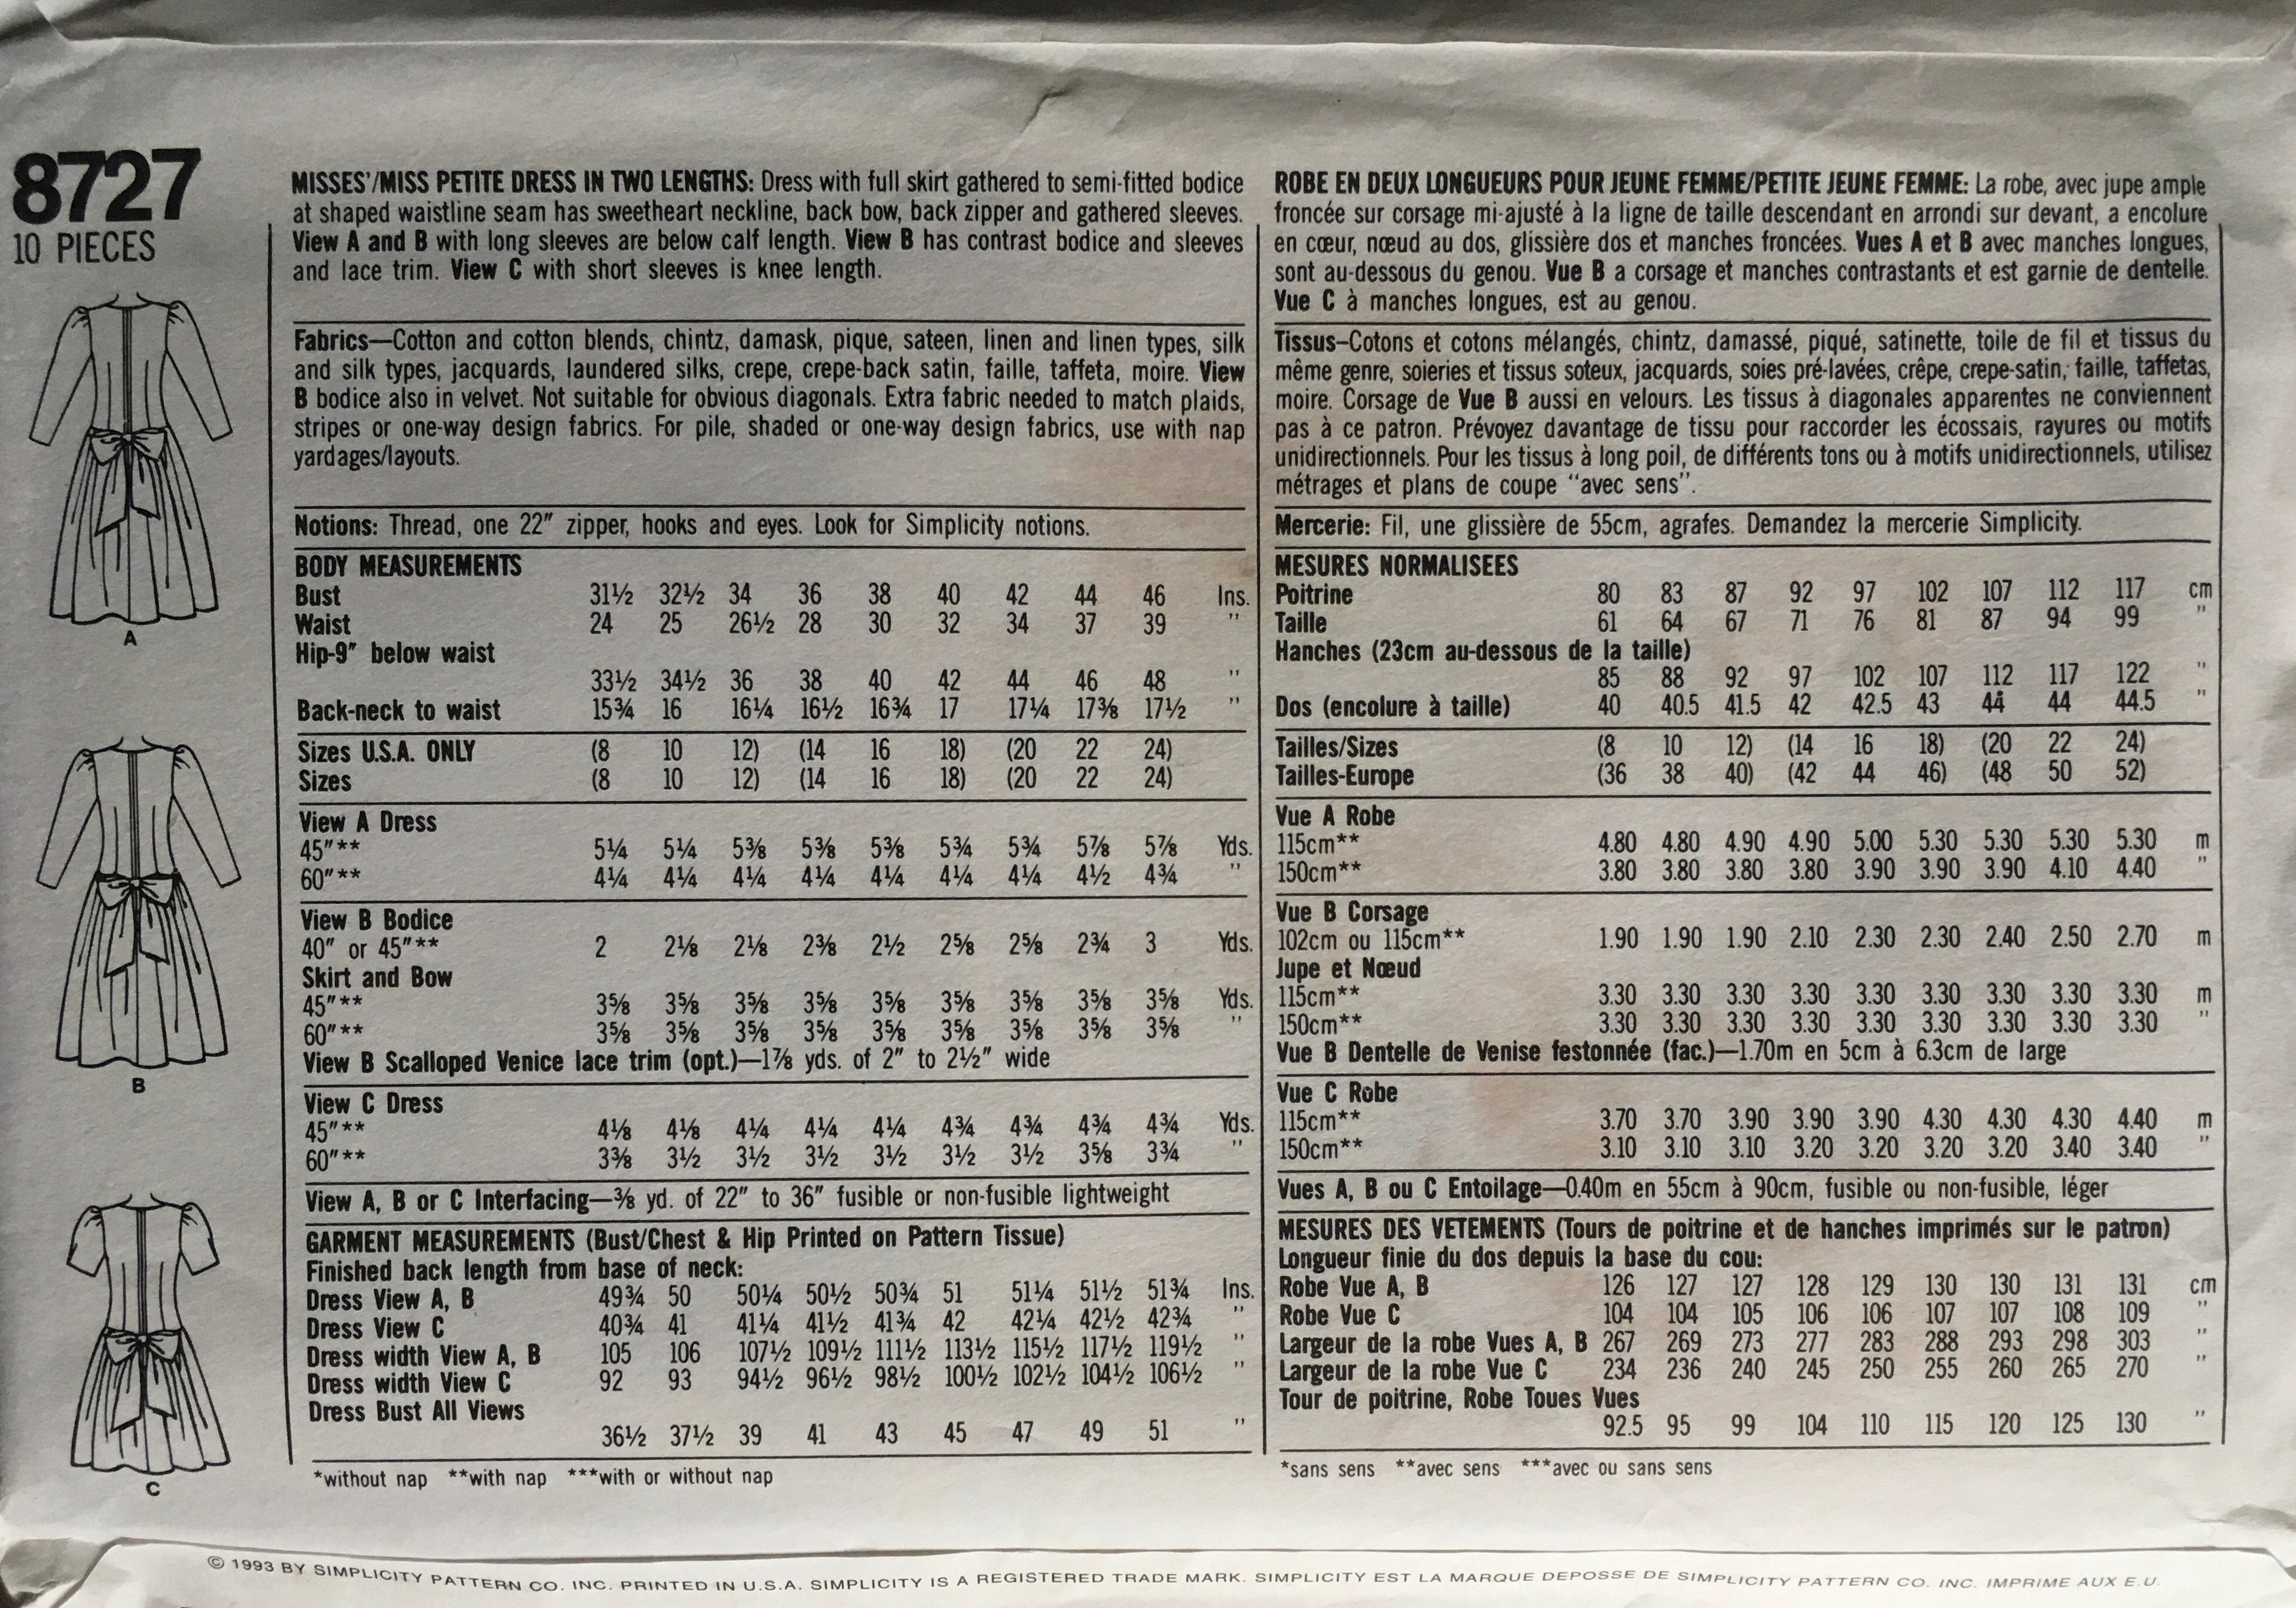 8727
10 PIECES
A
B
C
MISSES'/MISS PETITE DRESS IN TWO LENGTHS: Dress with full skirt gathered to semi-fitted bodice
at shaped waistline seam has sweetheart neckline, back bow, back zipper and gathered sleeves.
View A and B with long sleeves are below calf length. View B has contrast bodice and sleeves
and lace trim. View C with short sleeves is knee length.
Fabrics—Cotton and cotton blends, chintz, damask, pique, sateen, linen and linen types, silk
and silk types, jacquards, laundered silks, crepe, crepe-back satin, faille, taffeta, moire. View
B bodice also in velvet. Not suitable for obvious diagonals. Extra fabric needed to match plaids,
stripes or one-way design fabrics. For pile, shaded or one-way design fabrics, use with nap
yardages/layouts.
Notions: Thread, one 22″ zipper, hooks and eyes. Look for Simplicity notions.
BODY MEASUREMENTS
Bust 31½ 32½ 34 36 38 40 42 44 46 Ins.
Waist 24 25 26½ 28 30 32 34 37 39 ″
Hip-9″ below waist
33½ 34½ 36 38 40 42 44 46 48 ″
Back-neck to waist 15¾ 16 16¼ 16½ 16¾ 17 17¼ 17⅜ 17½ ″
Sizes U.S.A. ONLY (8 10 12) (14 16 18) (20 22 24)
Sizes (8 10 12) (14 16 18) (20 22 24)
View A Dress
45″** 5¼ 5¼ 5⅜ 5⅜ 5⅜ 5¾ 5¾ 5⅞ 5⅞ Yds.
60″** 4¼ 4¼ 4¼ 4¼ 4¼ 4¼ 4¼ 4½ 4¾ ″
View B Bodice
40″ or 45″** 2 2⅛ 2⅛ 2⅜ 2½ 2⅝ 2⅝ 2¾ 3 Yds.
Skirt and Bow
45″** 3⅝ 3⅝ 3⅝ 3⅝ 3⅝ 3⅝ 3⅝ 3⅝ 3⅝ Yds.
60″** 3⅝ 3⅝ 3⅝ 3⅝ 3⅝ 3⅝ 3⅝ 3⅝ 3⅝ ″
View B Scalloped Venice lace trim (opt.)—1⅞ yds. of 2″ to 2½″ wide
View C Dress
45″** 4⅛ 4⅛ 4¼ 4¼ 4¼ 4¾ 4¾ 4¾ 4¾ Yds.
60″** 3⅜ 3½ 3½ 3½ 3½ 3½ 3½ 3⅝ 3¾ ″
View A, B or C Interfacing—⅜ yd. of 22″ to 36″ fusible or non-fusible lightweight
GARMENT MEASUREMENTS (Bust/Chest & Hip Printed on Pattern Tissue)
Finished back length from base of neck:
Dress View A, B 49¾ 50 50¼ 50½ 50¾ 51 51¼ 51½ 51¾ Ins.
Dress View C 40¾ 41 41¼ 41½ 41¾ 42 42¼ 42½ 42¾ ″
Dress width View A, B 105 106 107½ 109½ 111½ 113½ 115½ 117½ 119½ ″
Dress width View C 92 93 94½ 96½ 98½ 100½ 102½ 104½ 106½ ″
Dress Bust All Views
36½ 37½ 39 41 43 45 47 49 51 ″
*without nap **with nap ***with or without nap
ROBE EN DEUX LONGUEURS POUR JEUNE FEMME/PETITE JEUNE FEMME: La robe, avec jupe ample
froncée sur corsage mi-ajusté à la ligne de taille descendant en arrondi sur devant, a encolure
en cœur, nœud au dos, glissière dos et manches froncées. Vues A et B avec manches longues,
sont au-dessous du genou. Vue B a corsage et manches contrastants et est garnie de dentelle.
Vue C à manches longues, est au genou.
Tissus–Cotons et cotons mélangés, chintz, damassé, piqué, satinette, toile de fil et tissus du
même genre, soieries et tissus soteux, jacquards, soies pré-lavées, crêpe, crepe-satin, faille, taffetas,
moire. Corsage de Vue B aussi en velours. Les tissus à diagonales apparentes ne conviennent
pas à ce patron. Prévoyez davantage de tissu pour raccorder les écossais, rayures ou motifs
unidirectionnels. Pour les tissus à long poil, de différents tons ou à motifs unidirectionnels, utilisez
métrages et plans de coupe "avec sens".
Mercerie: Fil, une glissière de 55cm, agrafes. Demandez la mercerie Simplicity.
MESURES NORMALISEES
Poitrine 80 83 87 92 97 102 107 112 117 cm
Taille 61 64 67 71 76 81 87 94 99 ″
Hanches (23cm au-dessous de la taille)
85 88 92 97 102 107 112 117 122 ″
Dos (encolure à taille) 40 40.5 41.5 42 42.5 43 44 44 44.5 ″
Tailles/Sizes (8 10 12) (14 16 18) (20 22 24)
Tailles-Europe (36 38 40) (42 44 46) (48 50 52)
Vue A Robe
115cm** 4.80 4.80 4.90 4.90 5.00 5.30 5.30 5.30 5.30 m
150cm** 3.80 3.80 3.80 3.80 3.90 3.90 3.90 4.10 4.40 ″
Vue B Corsage
102cm ou 115cm** 1.90 1.90 1.90 2.10 2.30 2.30 2.40 2.50 2.70 m
Jupe et Nœud
115cm** 3.30 3.30 3.30 3.30 3.30 3.30 3.30 3.30 3.30 m
150cm** 3.30 3.30 3.30 3.30 3.30 3.30 3.30 3.30 3.30 ″
Vue B Dentelle de Venise festonnée (fac.)—1.70m en 5cm à 6.3cm de large
Vue C Robe
115cm** 3.70 3.70 3.90 3.90 3.90 4.30 4.30 4.30 4.40 m
150cm** 3.10 3.10 3.10 3.20 3.20 3.20 3.20 3.40 3.40 ″
Vues A, B ou C Entoilage—0.40m en 55cm à 90cm, fusible ou non-fusible, léger
MESURES DES VETEMENTS (Tours de poitrine et de hanches imprimés sur le patron)
Longueur finie du dos depuis la base du cou:
Robe Vue A, B 126 127 127 128 129 130 130 131 131 cm
Robe Vue C 104 104 105 106 106 107 107 108 109 ″
Largeur de la robe Vues A, B 267 269 273 277 283 288 293 298 303 ″
Largeur de la robe Vue C 234 236 240 245 250 255 260 265 270 ″
Tour de poitrine, Robe Toues Vues
92.5 95 99 104 110 115 120 125 130 ″
*sans sens **avec sens ***avec ou sans sens
© 1993 BY SIMPLICITY PATTERN CO. INC. PRINTED IN U.S.A. SIMPLICITY IS A REGISTERED TRADE MARK. SIMPLICITY EST LA MARQUE DEPOSSE DE SIMPLICITY PATTERN CO. INC. IMPRIME AUX E.U.